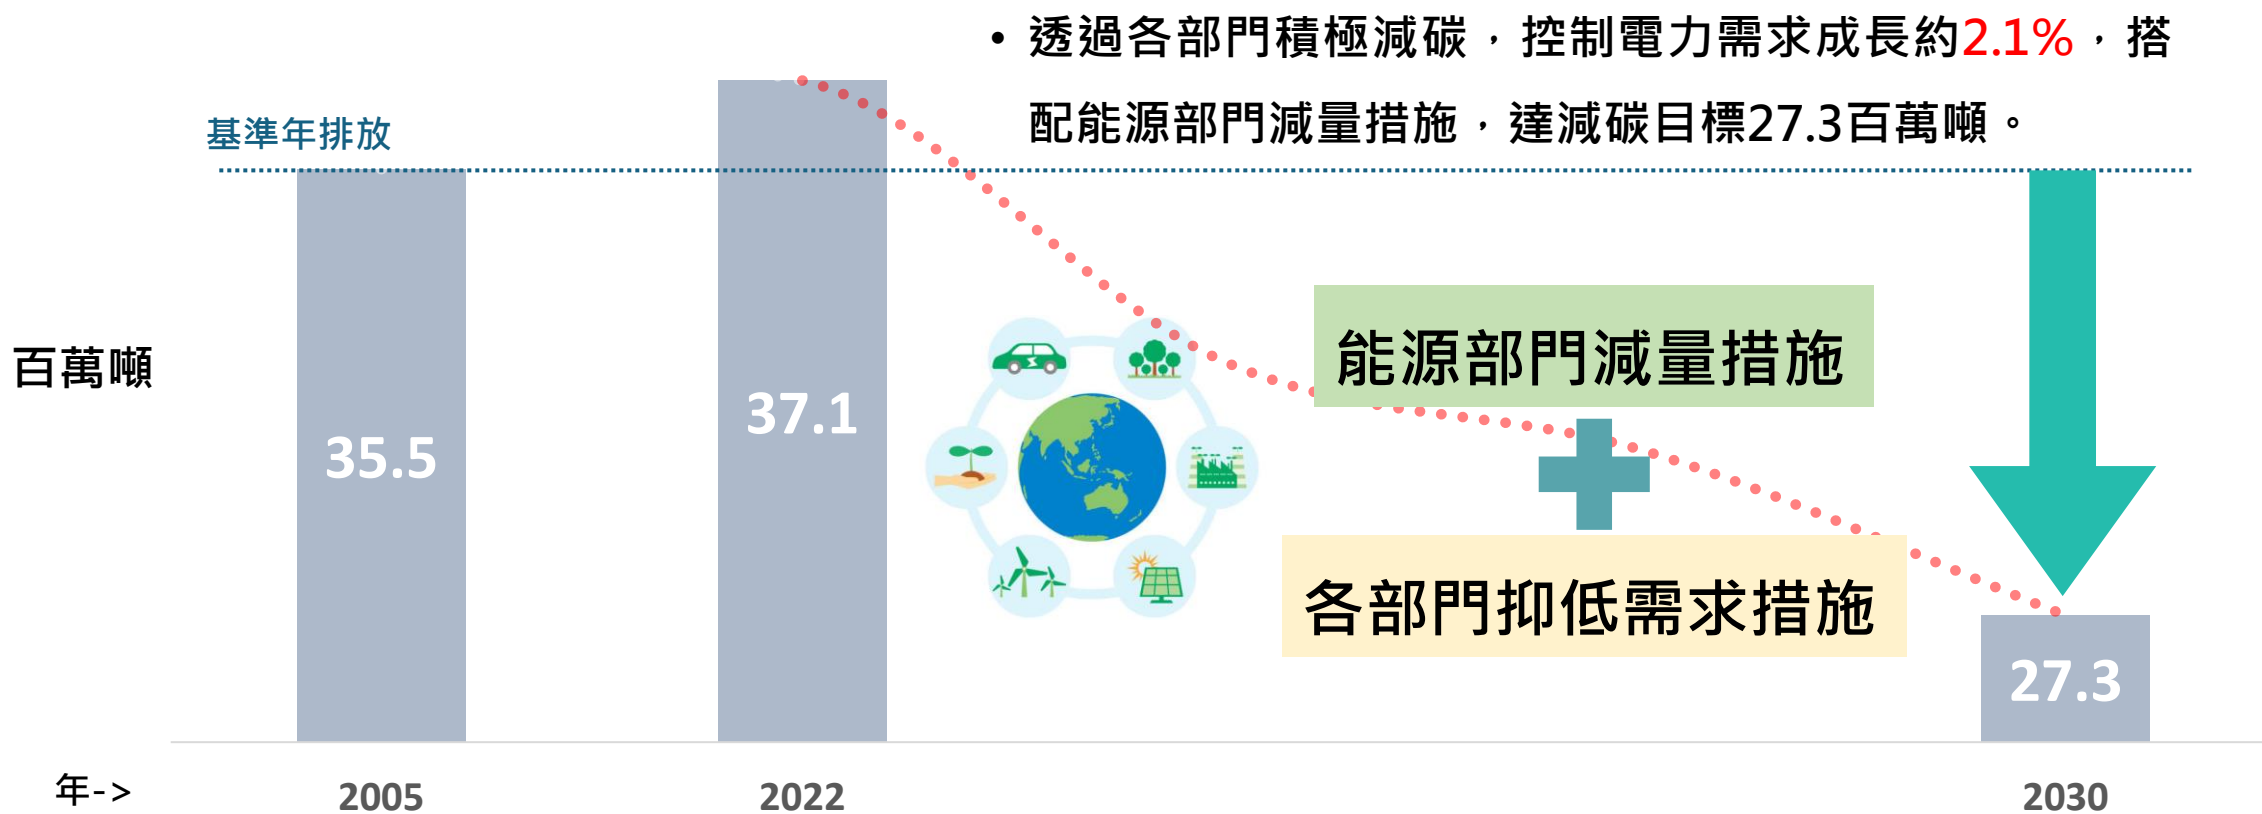 • 透過各部門積極減碳，控制電力需求成長約2.1%，搭
配能源部門減量措施，達減碳目標27.3百萬噸。
基準年排放
百萬噸
能源部門減量措施
37.1
35.5
各部門抑低需求措施
27.3
年->
2005
2022
2030